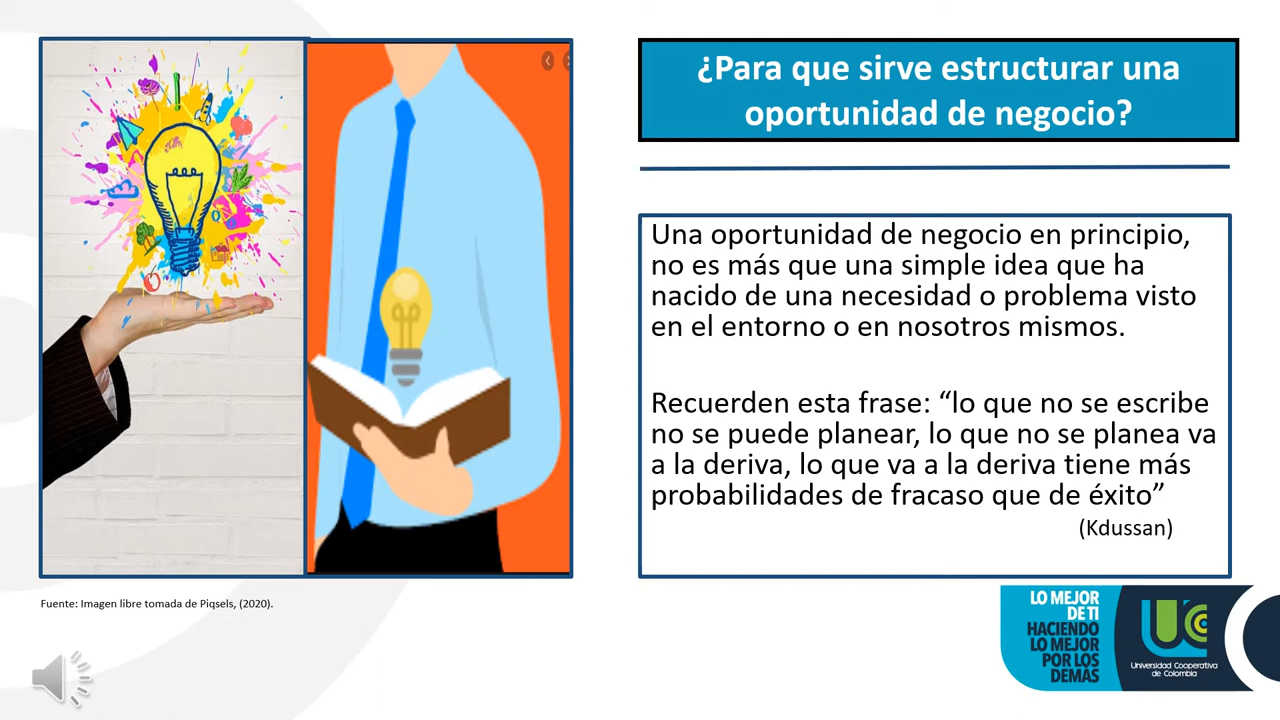 ¿Para que sirve estructurar una
oportunidad de negocio?
Una oportunidad de negocio en principio,
no es más que una simple idea que ha
nacido de una necesidad o problema visto
en el entorno o en nosotros mismos.
Recuerden esta frase: “lo que no se escribe
no se puede planear, lo que no se planea va
a la deriva, lo que va a la deriva tiene más
probabilidades de fracaso que de éxito”
(Kdussan)
Fuente: Imagen libre tomada de Piqsels, (2020).
LO MEJOR
DE TI
HACIENDO
LO MEJOR
POR LOS
DEMÁS
UCC
Universidad Cooperativa
de Colombia